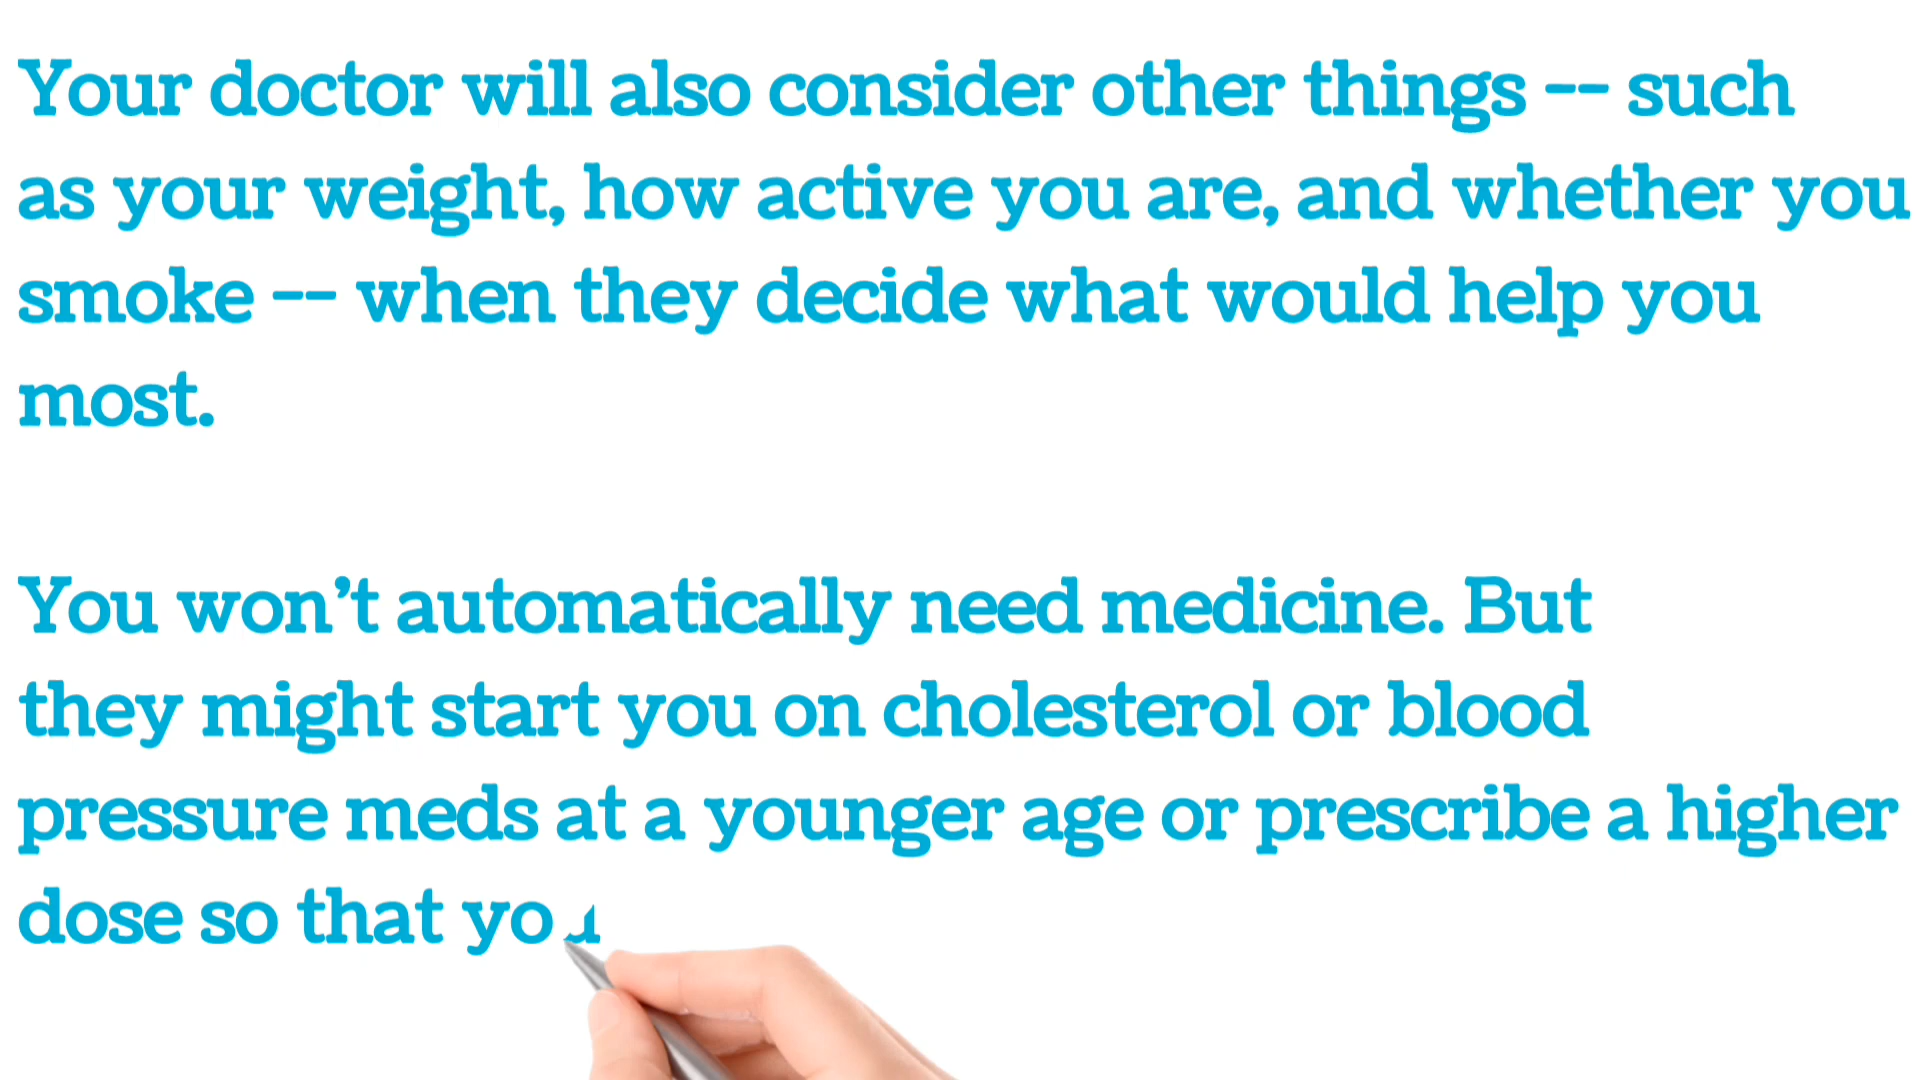 Your doctor will also consider other things -- such
as your weight, how active you are, and whether you
smoke -- when they decide what would help you
most.
You won’t automatically need medicine. But
they might start you on cholesterol or blood
pressure meds at a younger age or prescribe a higher
dose so that you